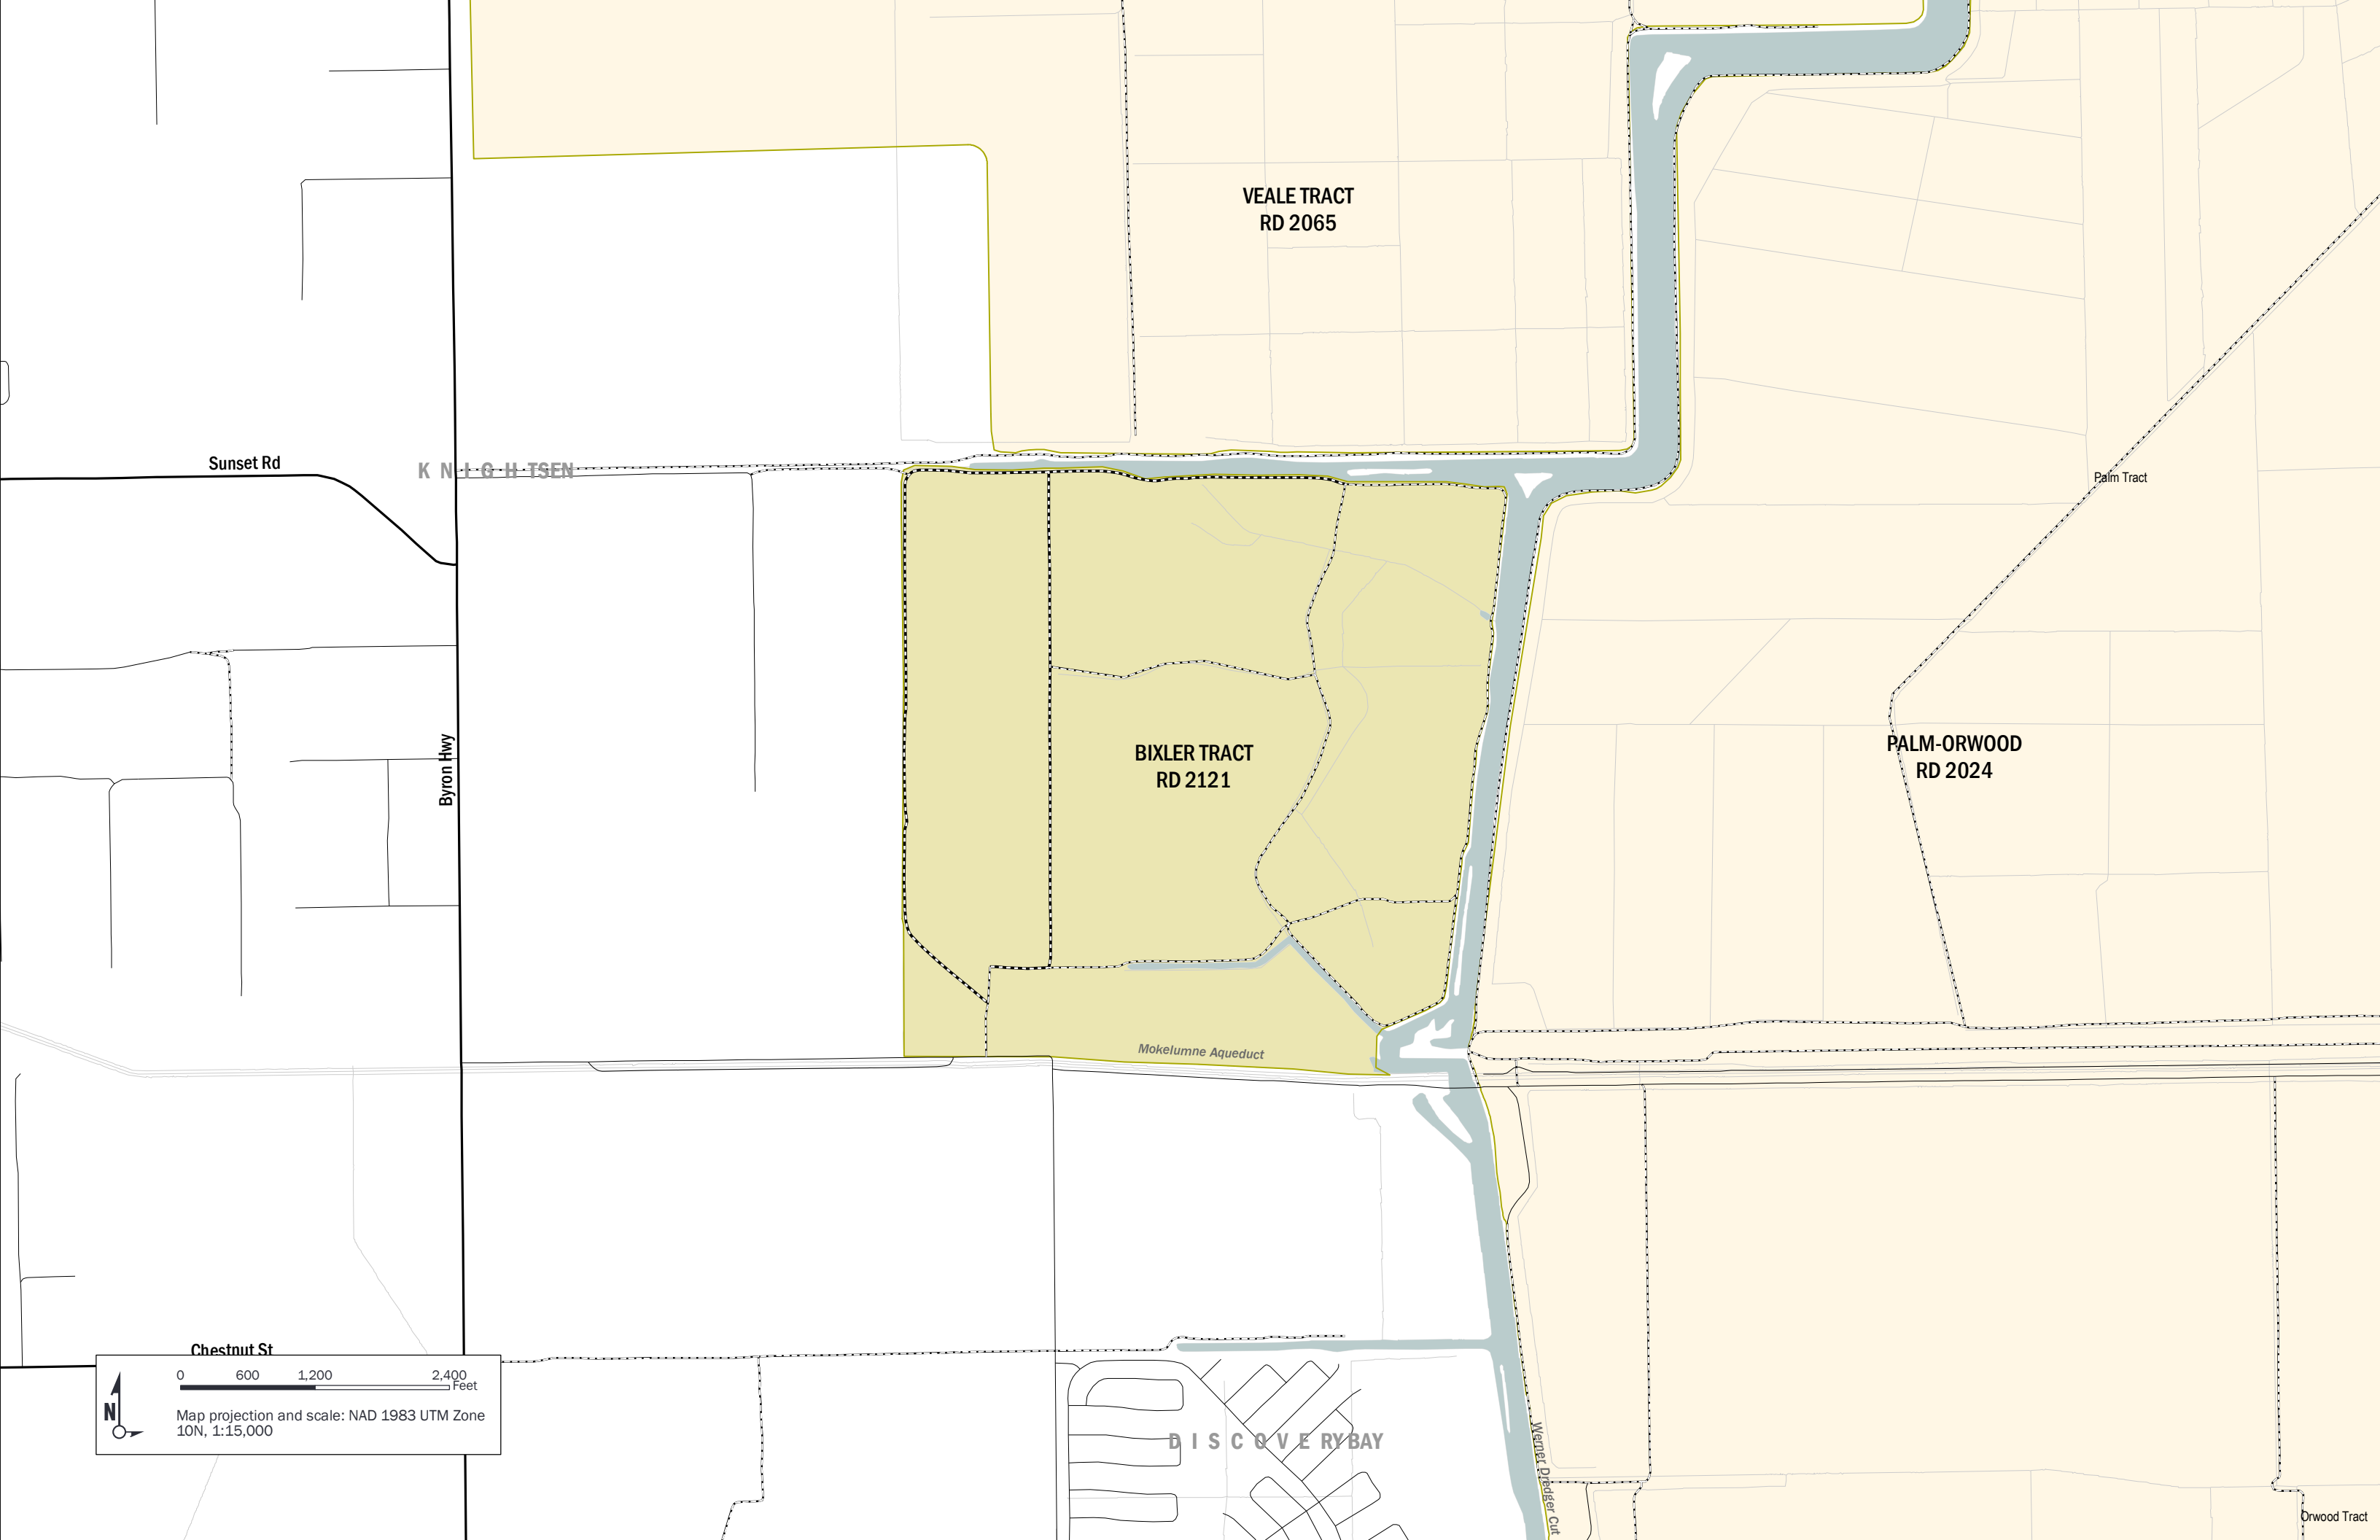 VEALE TRACT
RD 2065
Sunset Rd
KNIGHTSEN
Palm Tract
Byron Hwy
BIXLER TRACT
RD 2121
PALM-ORWOOD
RD 2024
Mokelumne Aqueduct
Chestnut St
0 600 1,200 2,400
Feet
N
Map projection and scale: NAD 1983 UTM Zone
10N, 1:15,000
DISCOVERY BAY
Werner Dredger Cut
Orwood Tract